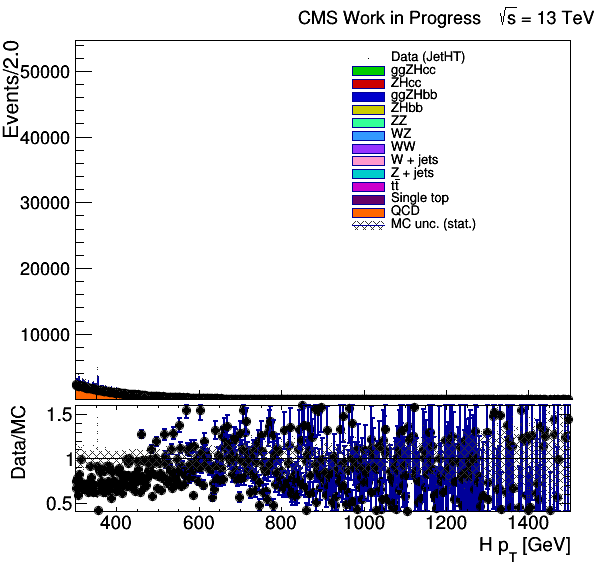 CMS Work in Progress √s = 13 TeV
Events/2.0
50000
40000
30000
20000
10000
Data (JetHT)
ggZHcc
ZHcc
ggZHbb
ZHbb
ZZ
WZ
WW
W + jets
Z + jets
tt̄
Single top
QCD
MC unc. (stat.)
Data/MC
1.5
1
0.5
400 600 800 1000 1200 1400
H p_T [GeV]